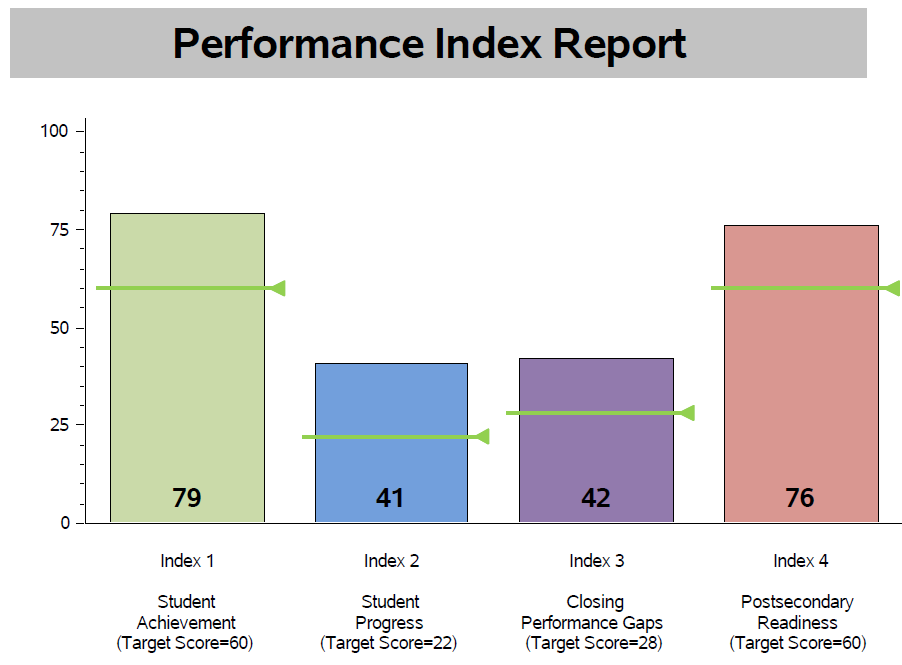 Performance Index Report
100
75
50
25
0
79
41
42
76
Index 1
Index 2
Index 3
Index 4
Student
Achievement
(Target Score=60)
Student
Progress
(Target Score=22)
Closing
Performance Gaps
(Target Score=28)
Postsecondary
Readiness
(Target Score=60)